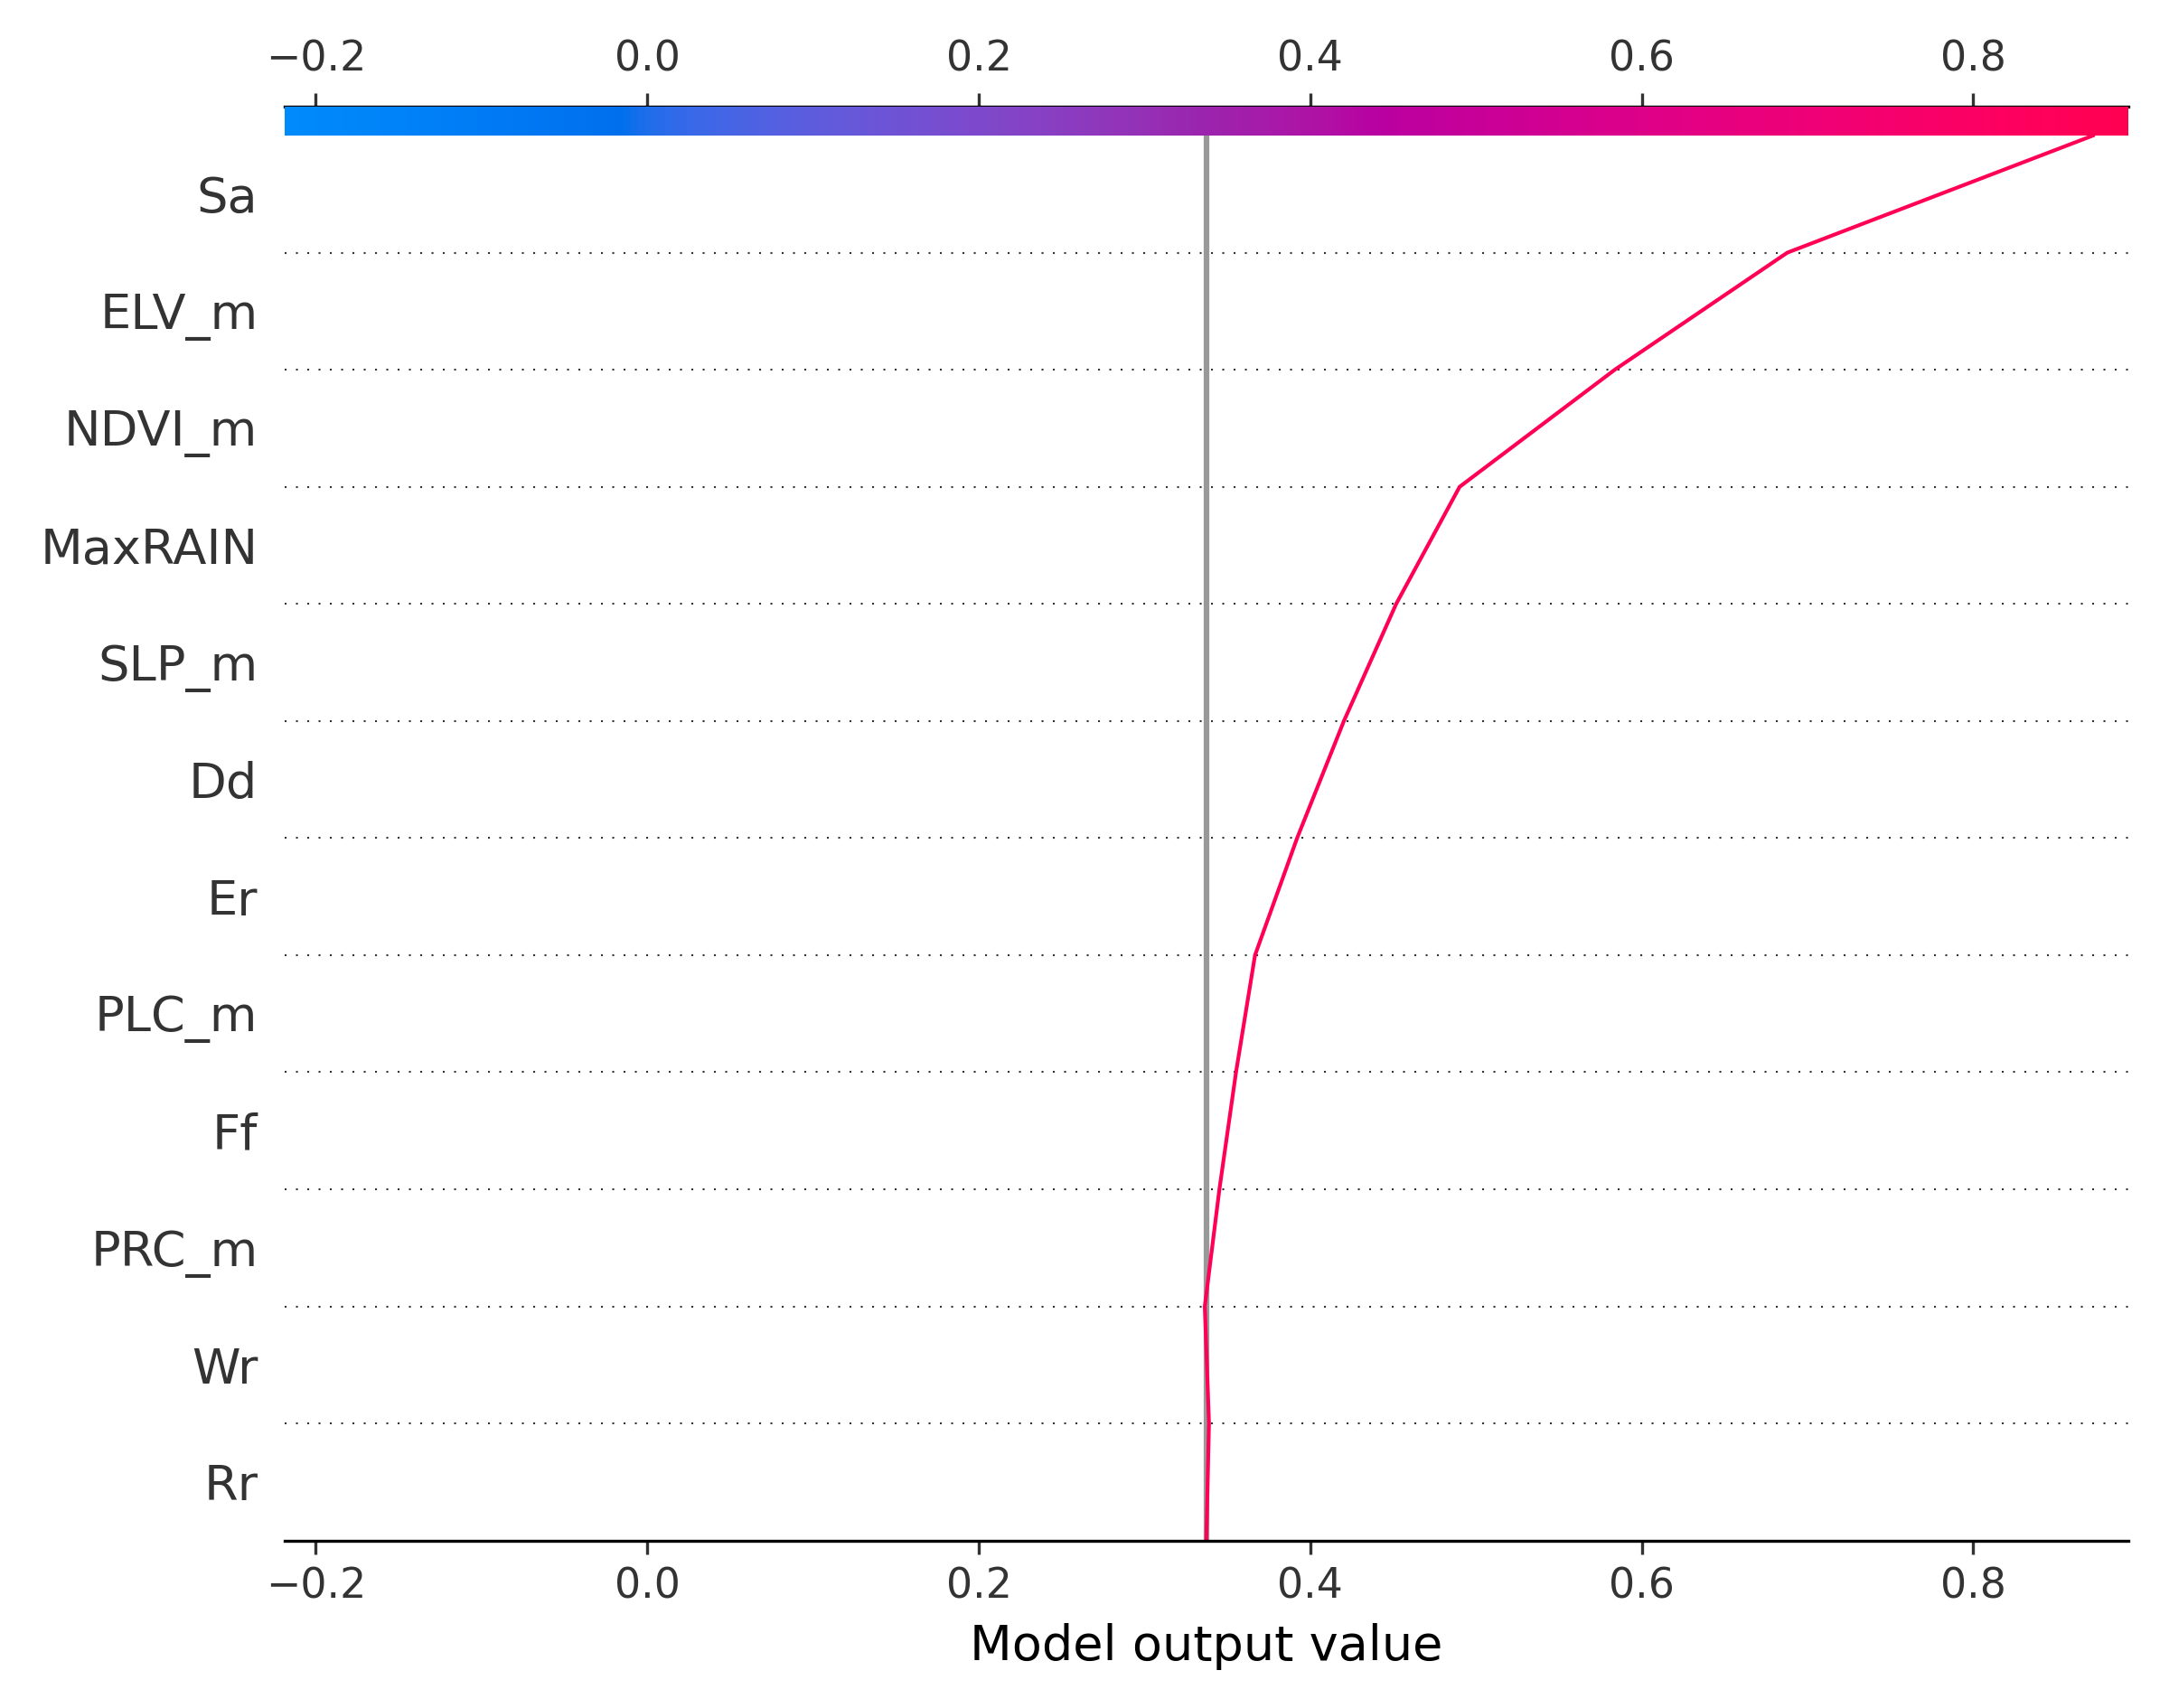 −0.2 0.0 0.2 0.4 0.6 0.8
Sa
ELV_m
NDVI_m
MaxRAIN
SLP_m
Dd
Er
PLC_m
Ff
PRC_m
Wr
Rr
−0.2 0.0 0.2 0.4 0.6 0.8
Model output value